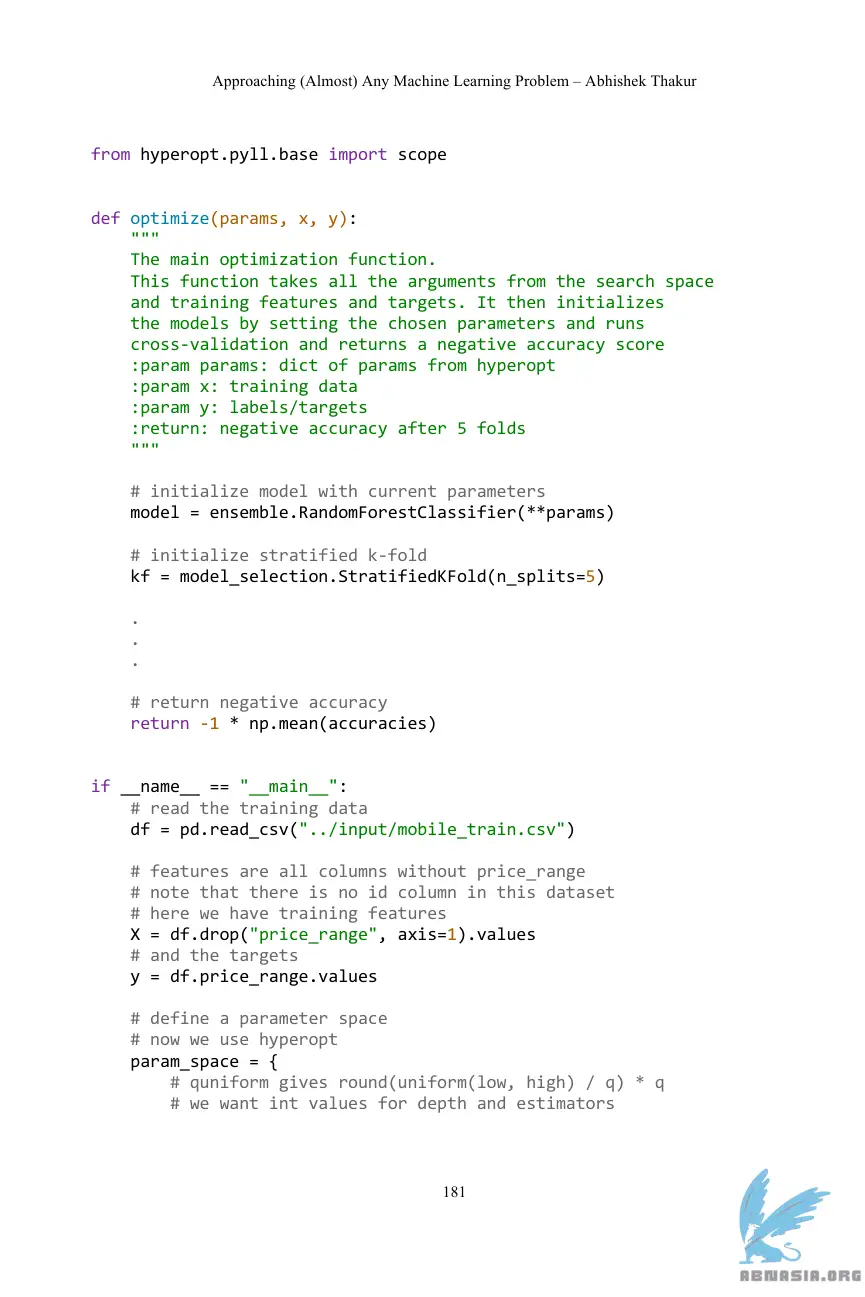 Approaching (Almost) Any Machine Learning Problem – Abhishek Thakur
from hyperopt.pyll.base import scope
def optimize(params, x, y):
    """
    The main optimization function.
    This function takes all the arguments from the search space
    and training features and targets. It then initializes
    the models by setting the chosen parameters and runs
    cross-validation and returns a negative accuracy score
    :param params: dict of params from hyperopt
    :param x: training data
    :param y: labels/targets
    :return: negative accuracy after 5 folds
    """
    # initialize model with current parameters
    model = ensemble.RandomForestClassifier(**params)
    # initialize stratified k-fold
    kf = model_selection.StratifiedKFold(n_splits=5)
    .
    .
    .
    # return negative accuracy
    return -1 * np.mean(accuracies)
if __name__ == "__main__":
    # read the training data
    df = pd.read_csv("../input/mobile_train.csv")
    # features are all columns without price_range
    # note that there is no id column in this dataset
    # here we have training features
    X = df.drop("price_range", axis=1).values
    # and the targets
    y = df.price_range.values
    # define a parameter space
    # now we use hyperopt
    param_space = {
        # quniform gives round(uniform(low, high) / q) * q
        # we want int values for depth and estimators
181
ABNASIA.ORG